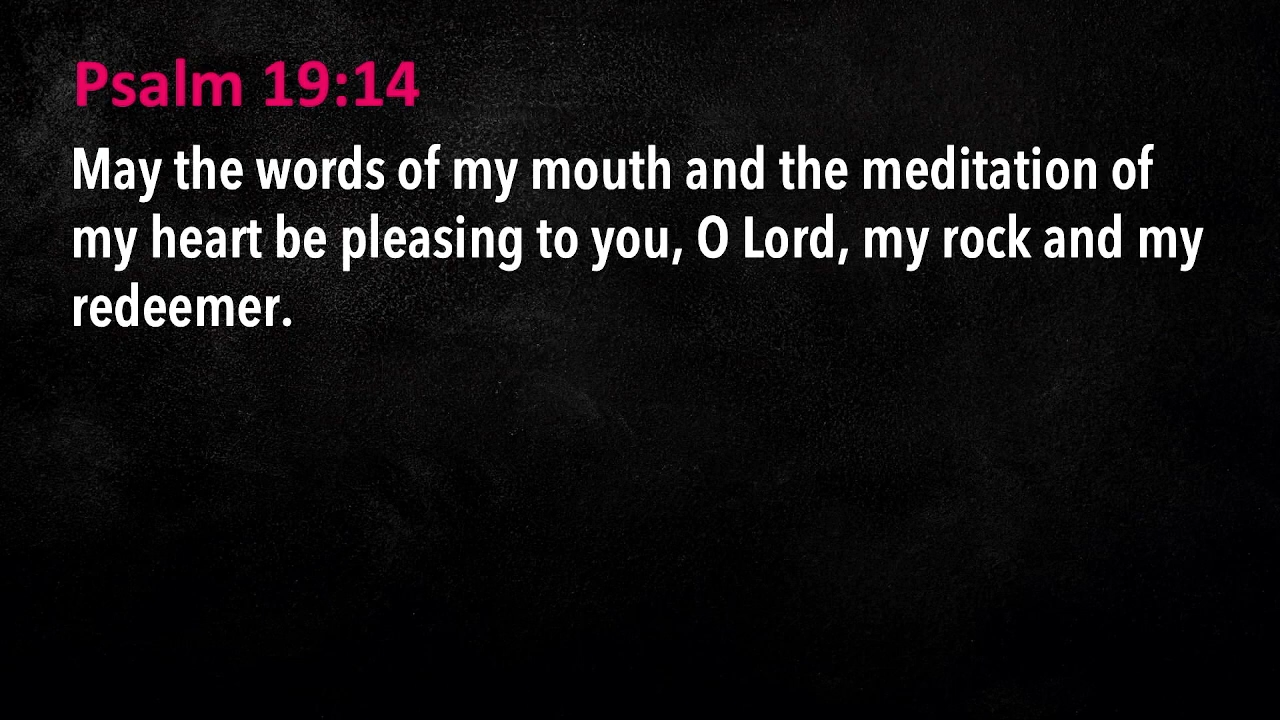 Psalm 19:14
May the words of my mouth and the meditation of
my heart be pleasing to you, O Lord, my rock and my
redeemer.